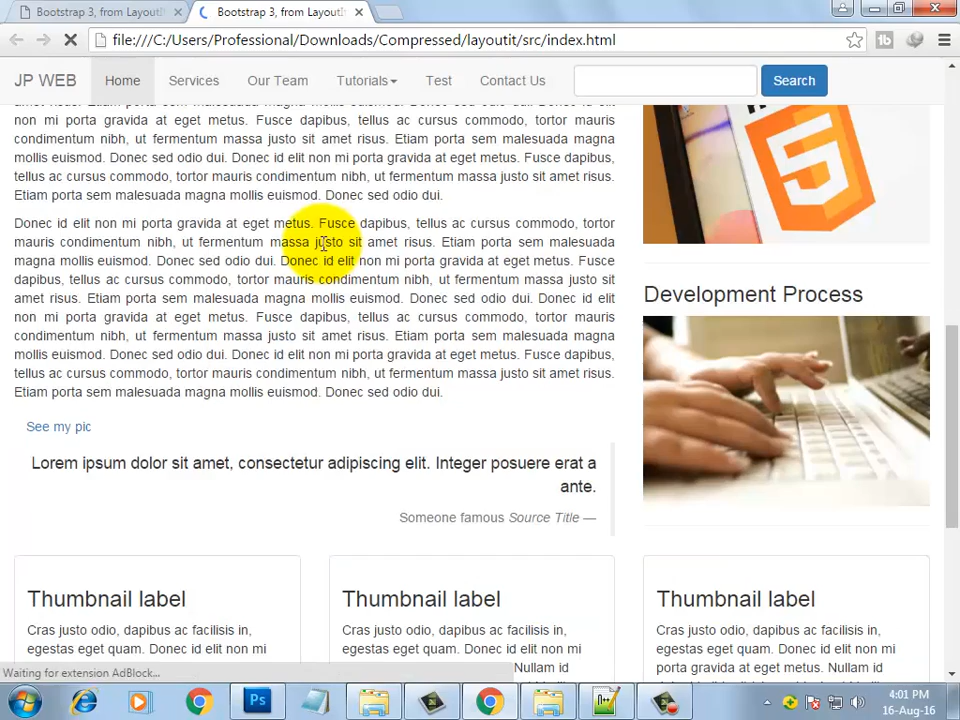 Bootstrap 3, from LayoutIt
Bootstrap 3, from LayoutIt
file:///C:/Users/Professional/Downloads/Compressed/layoutit/src/index.html
JP WEB Home Services Our Team Tutorials Test Contact Us Search
amet risus. Etiam porta sem malesuada magna mollis euismod. Donec sed odio dui. Donec id elit
non mi porta gravida at eget metus. Fusce dapibus, tellus ac cursus commodo, tortor mauris
condimentum nibh, ut fermentum massa justo sit amet risus. Etiam porta sem malesuada magna
mollis euismod. Donec sed odio dui. Donec id elit non mi porta gravida at eget metus. Fusce dapibus,
tellus ac cursus commodo, tortor mauris condimentum nibh, ut fermentum massa justo sit amet risus.
Etiam porta sem malesuada magna mollis euismod. Donec sed odio dui.
Donec id elit non mi porta gravida at eget metus. Fusce dapibus, tellus ac cursus commodo, tortor
mauris condimentum nibh, ut fermentum massa justo sit amet risus. Etiam porta sem malesuada
magna mollis euismod. Donec sed odio dui. Donec id elit non mi porta gravida at eget metus. Fusce
dapibus, tellus ac cursus commodo, tortor mauris condimentum nibh, ut fermentum massa justo sit
amet risus. Etiam porta sem malesuada magna mollis euismod. Donec sed odio dui. Donec id elit
non mi porta gravida at eget metus. Fusce dapibus, tellus ac cursus commodo, tortor mauris
condimentum nibh, ut fermentum massa justo sit amet risus. Etiam porta sem malesuada magna
mollis euismod. Donec sed odio dui. Donec id elit non mi porta gravida at eget metus. Fusce dapibus,
tellus ac cursus commodo, tortor mauris condimentum nibh, ut fermentum massa justo sit amet risus.
Etiam porta sem malesuada magna mollis euismod. Donec sed odio dui.
See my pic
Lorem ipsum dolor sit amet, consectetur adipiscing elit. Integer posuere erat a
ante.
Someone famous Source Title —
Development Process
Thumbnail label
Cras justo odio, dapibus ac facilisis in,
egestas eget quam. Donec id elit non mi
Thumbnail label
Cras justo odio, dapibus ac facilisis in,
egestas eget quam. Donec id elit non mi
Nullam id
Thumbnail label
Cras justo odio, dapibus ac facilisis in,
egestas eget quam. Donec id elit non mi
porta gravida at eget metus. Nullam id
Waiting for extension AdBlock...
Ps
4:01 PM
16-Aug-16